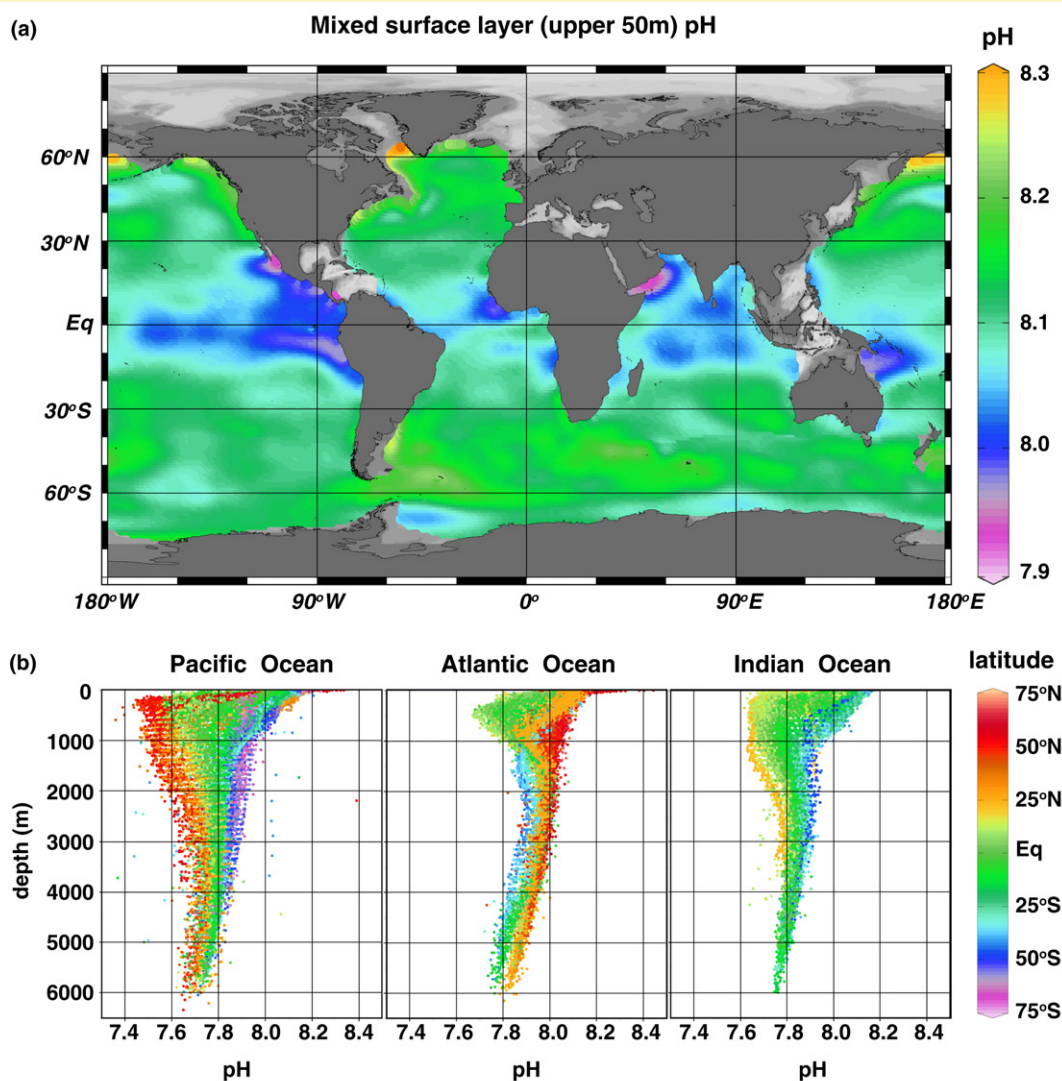 (a) Mixed surface layer (upper 50m) pH
pH
8.3
8.2
8.1
8.0
7.9
60°N
30°N
Eq
30°S
60°S
180°W 90°W 0° 90°E 180°E
(b) Pacific Ocean Atlantic Ocean Indian Ocean latitude
0
1000
2000
3000
4000
5000
6000
depth (m)
75°N
50°N
25°N
Eq
25°S
50°S
75°S
7.4 7.6 7.8 8.0 8.2 8.4 7.4 7.6 7.8 8.0 8.2 8.4 7.4 7.6 7.8 8.0 8.2 8.4
pH pH pH